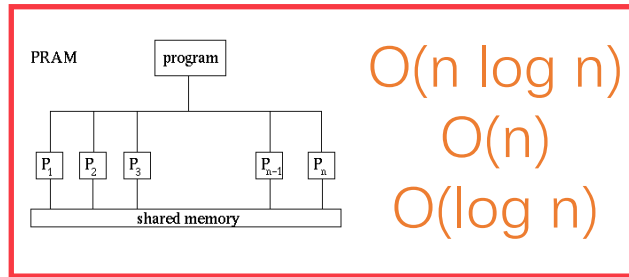 PRAM
program
P1 P2 P3 Pn-1 Pn
shared memory
O(n log n)
O(n)
O(log n)